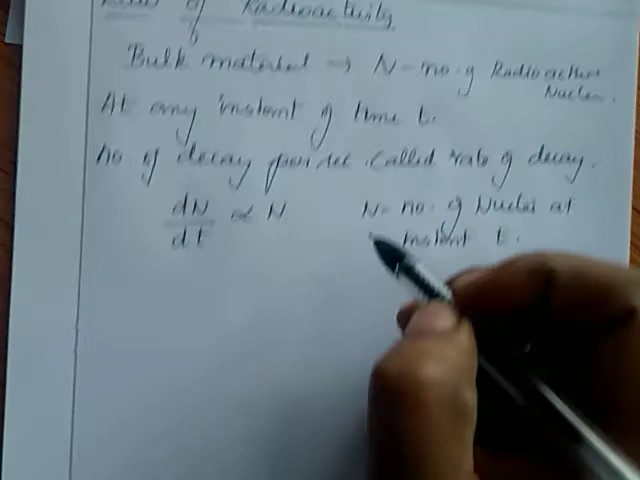 of Radioactivity
Bulk material → N - no. of Radioactive
Nuclei.
At any instant of time t.
no. of decay per sec. called rate of decay.
dN/dt ∝ N
N - no. of Nuclei at
instant t.